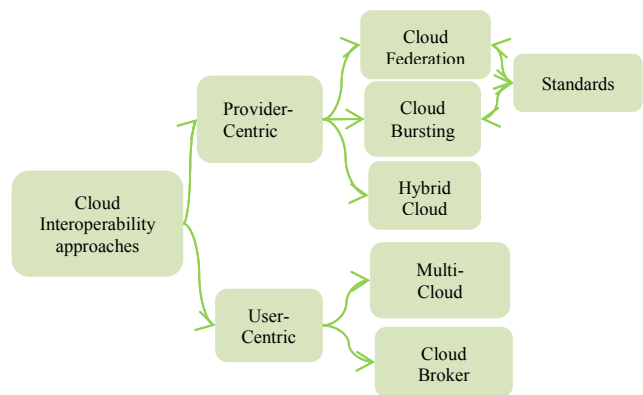 Cloud
Interoperability
approaches
Provider-
Centric
User-
Centric
Cloud
Federation
Cloud
Bursting
Hybrid
Cloud
Multi-
Cloud
Cloud
Broker
Standards